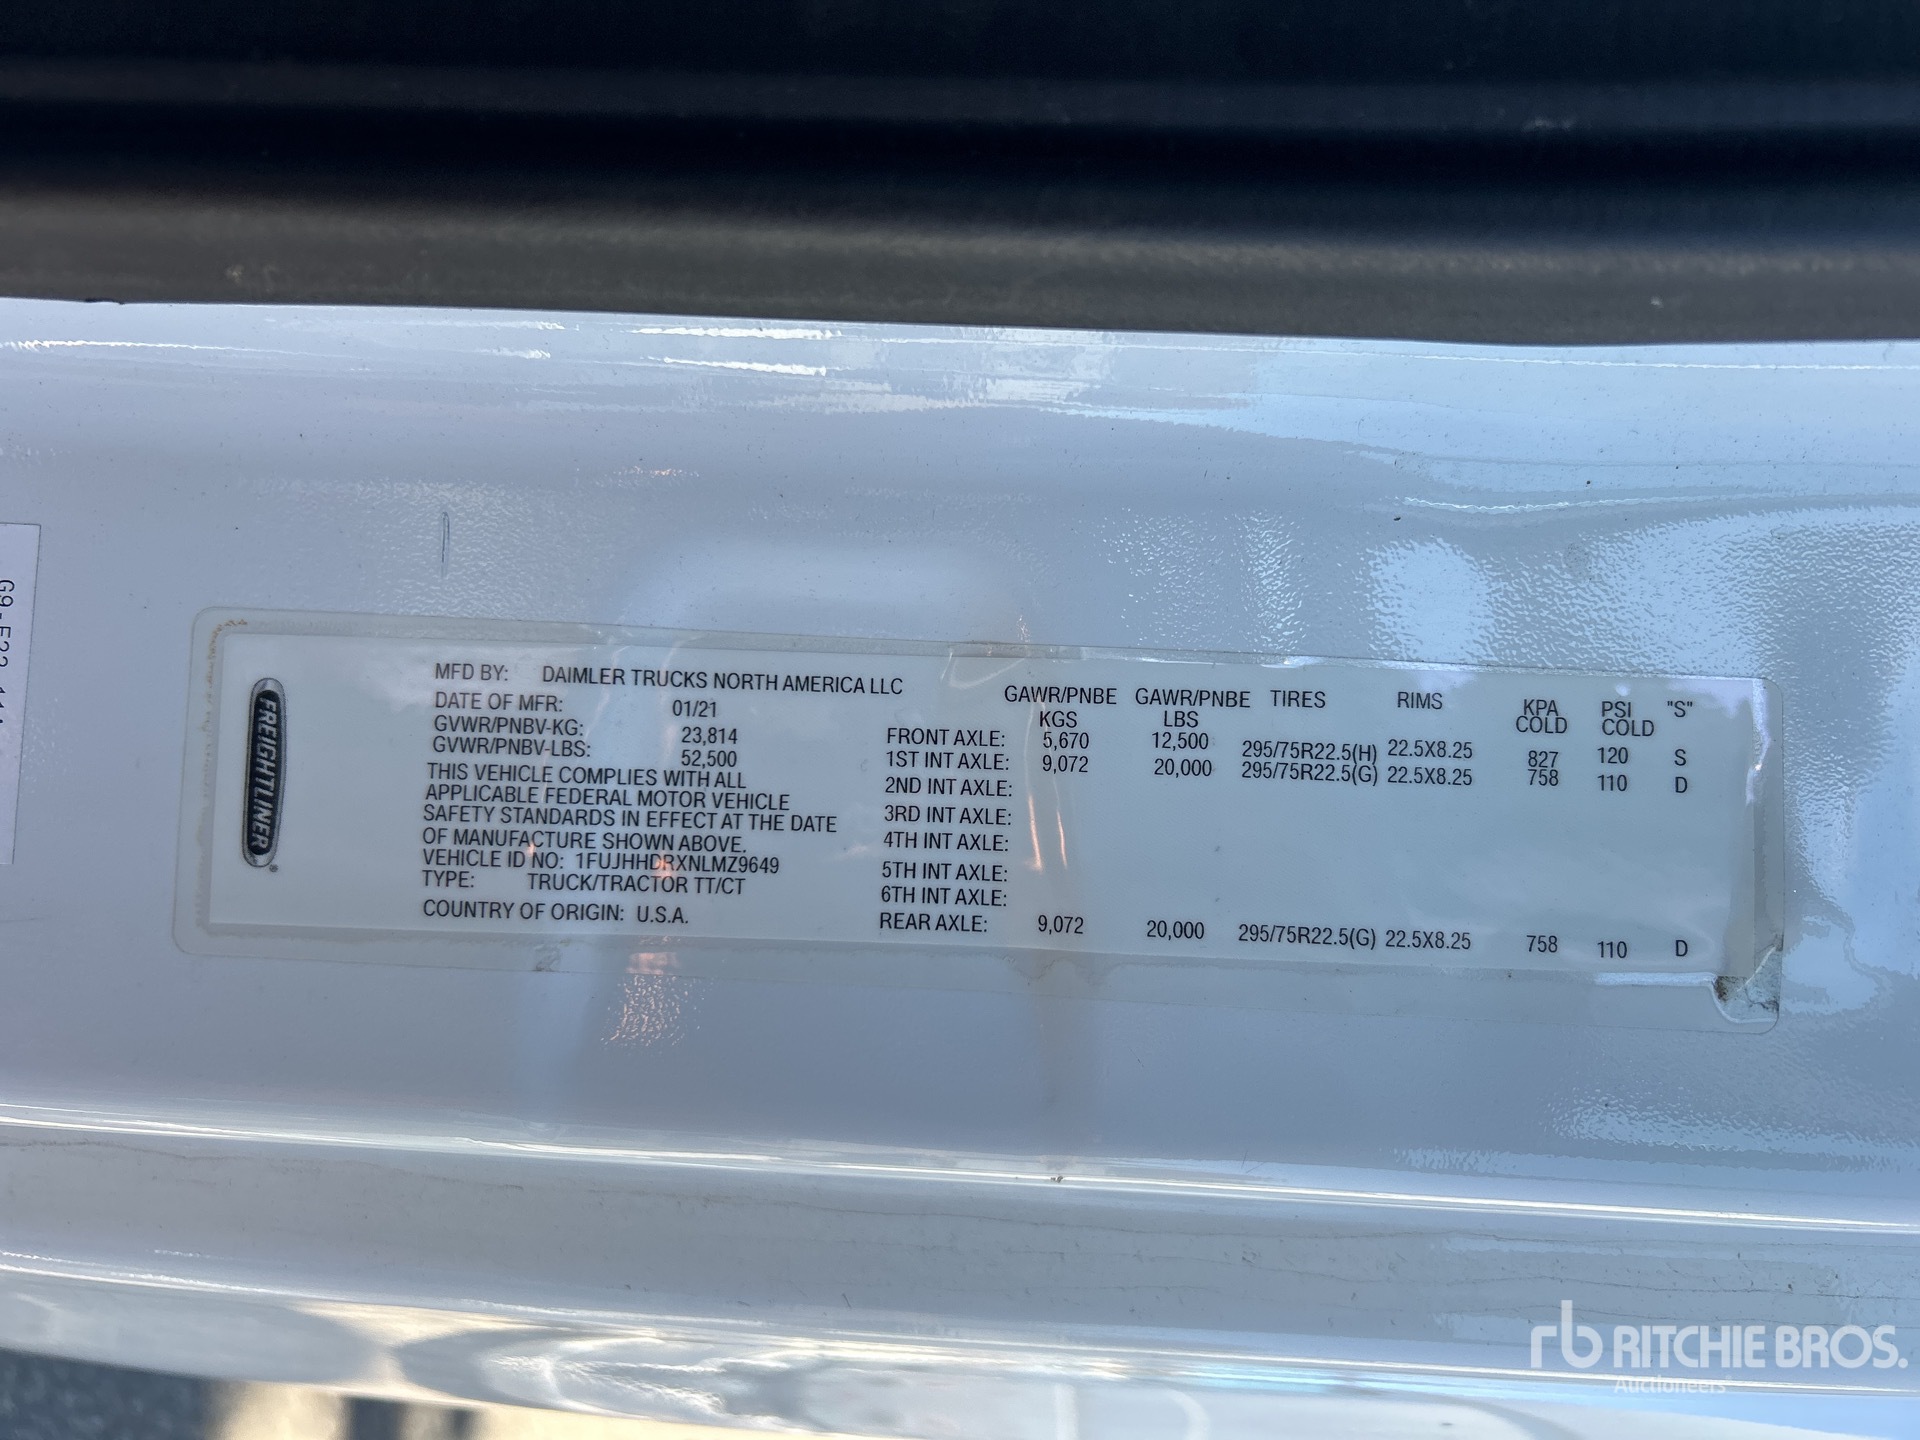 FREIGHTLINER®
MFD BY: DAIMLER TRUCKS NORTH AMERICA LLC
DATE OF MFR: 01/21
GVWR/PNBV-KG: 23,814
GVWR/PNBV-LBS: 52,500
THIS VEHICLE COMPLIES WITH ALL
APPLICABLE FEDERAL MOTOR VEHICLE
SAFETY STANDARDS IN EFFECT AT THE DATE
OF MANUFACTURE SHOWN ABOVE.
VEHICLE ID NO: 1FUJHHDRXNLMZ9649
TYPE: TRUCK/TRACTOR TT/CT
COUNTRY OF ORIGIN: U.S.A.
GAWR/PNBE GAWR/PNBE TIRES RIMS KPA PSI "S"
KGS LBS COLD COLD
FRONT AXLE: 5,670 12,500 295/75R22.5(H) 22.5X8.25 827 120 S
1ST INT AXLE: 9,072 20,000 295/75R22.5(G) 22.5X8.25 758 110 D
2ND INT AXLE:
3RD INT AXLE:
4TH INT AXLE:
5TH INT AXLE:
6TH INT AXLE:
REAR AXLE: 9,072 20,000 295/75R22.5(G) 22.5X8.25 758 110 D
rb RITCHIE BROS.
Auctioneers